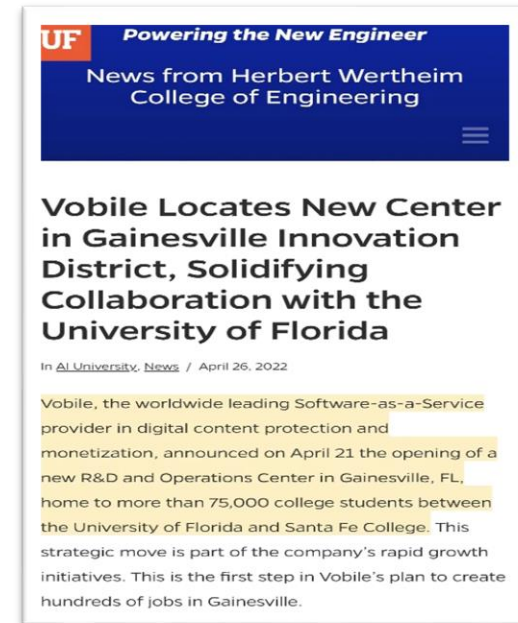 UF
Powering the New Engineer
News from Herbert Wertheim
College of Engineering
Vobile Locates New Center
in Gainesville Innovation
District, Solidifying
Collaboration with the
University of Florida
In AI University, News / April 26, 2022
Vobile, the worldwide leading Software-as-a-Service
provider in digital content protection and
monetization, announced on April 21 the opening of a
new R&D and Operations Center in Gainesville, FL,
home to more than 75,000 college students between
the University of Florida and Santa Fe College. This
strategic move is part of the company's rapid growth
initiatives. This is the first step in Vobile's plan to create
hundreds of jobs in Gainesville.